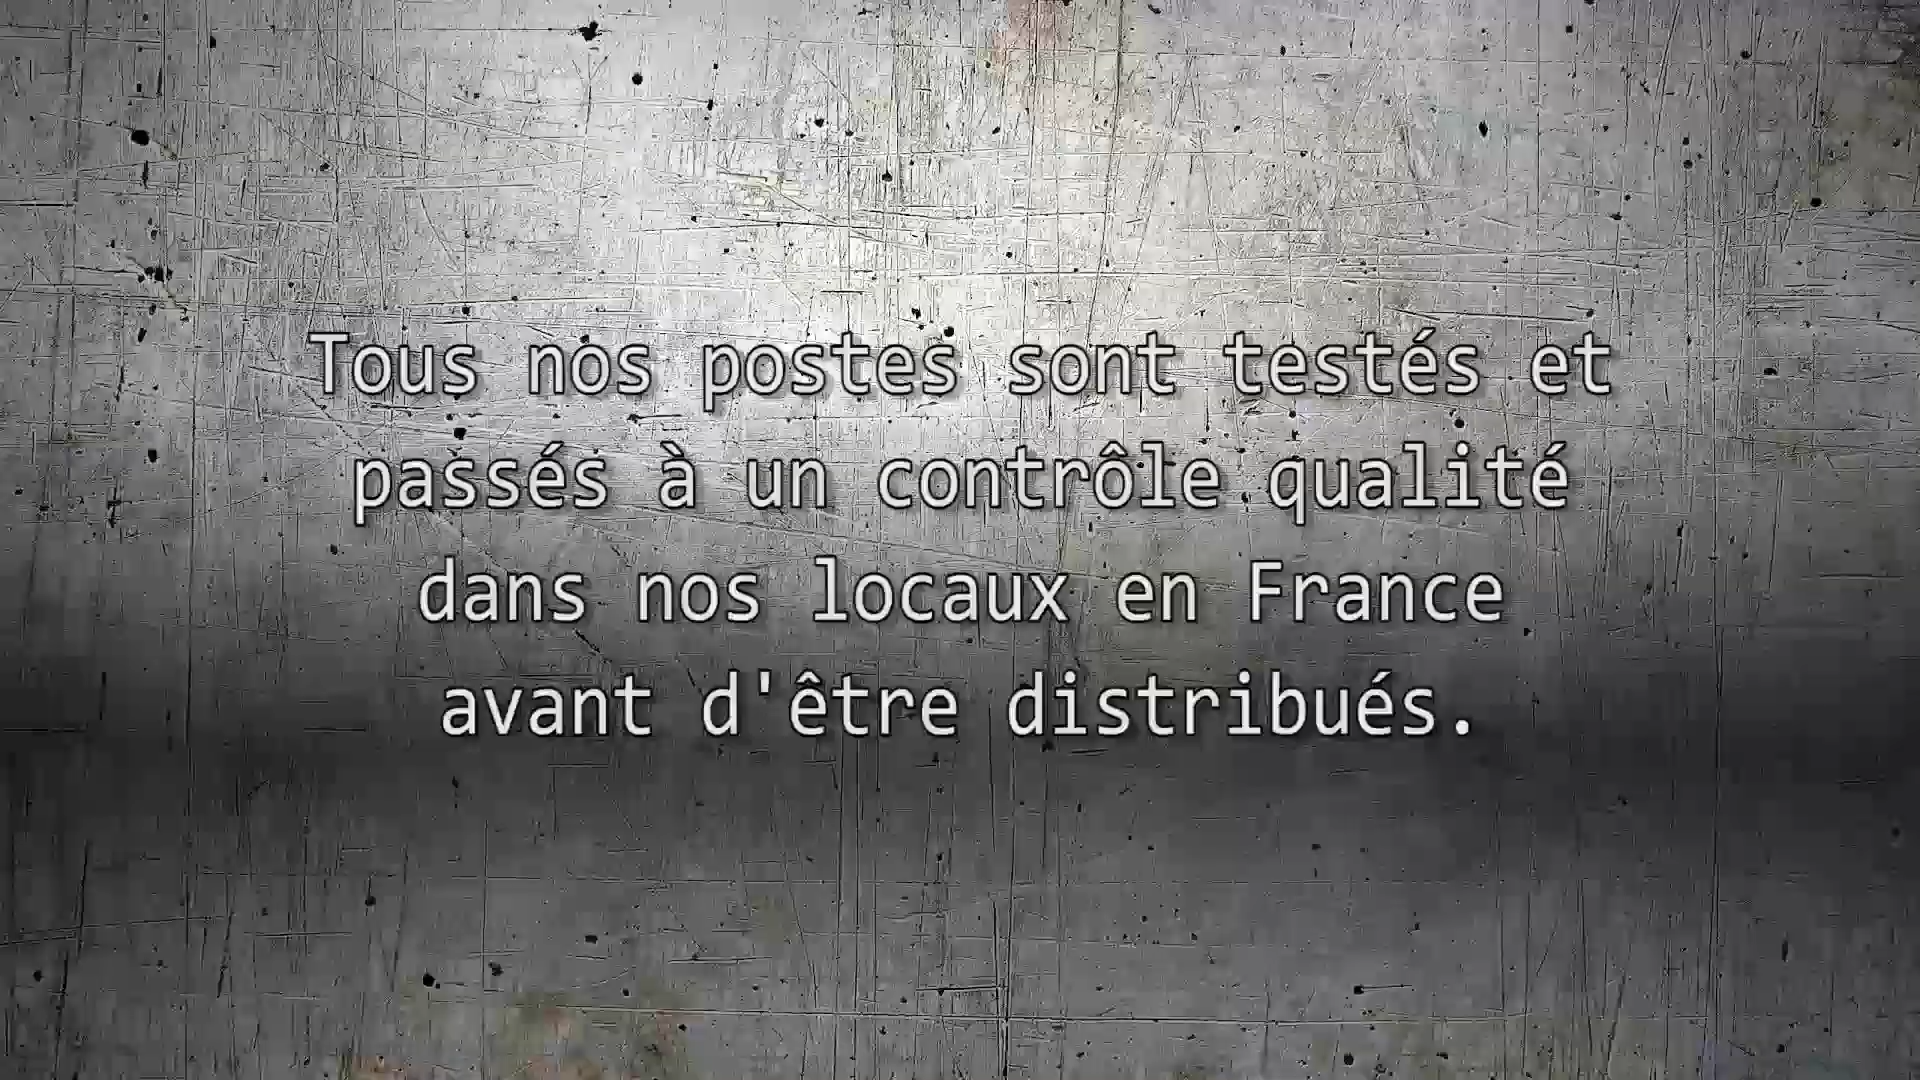 Tous nos postes sont testés et
passés à un contrôle qualité
dans nos locaux en France
avant d'être distribués.